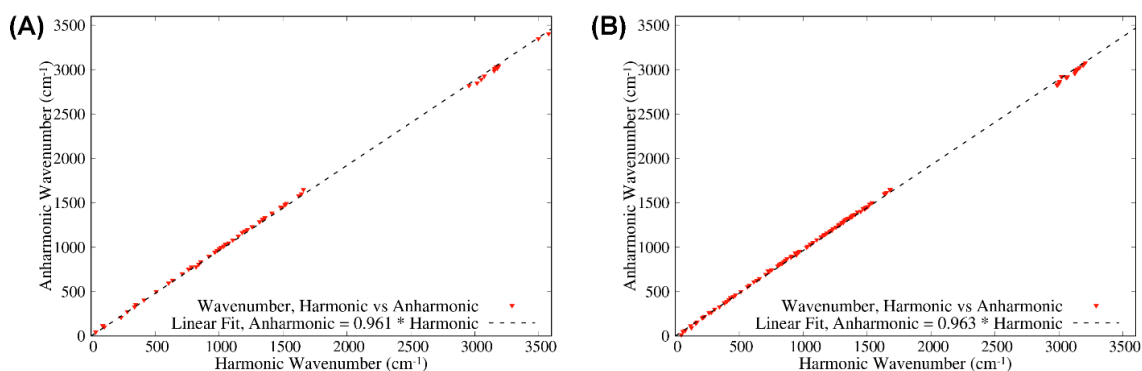 (A)
3500
3000
2500
2000
1500
1000
500
0
Anharmonic Wavenumber (cm-1)
Wavenumber, Harmonic vs Anharmonic
Linear Fit, Anharmonic = 0.961 * Harmonic
0 500 1000 1500 2000 2500 3000 3500
Harmonic Wavenumber (cm-1)
(B)
3500
3000
2500
2000
1500
1000
500
0
Anharmonic Wavenumber (cm-1)
Wavenumber, Harmonic vs Anharmonic
Linear Fit, Anharmonic = 0.963 * Harmonic
0 500 1000 1500 2000 2500 3000 3500
Harmonic Wavenumber (cm-1)